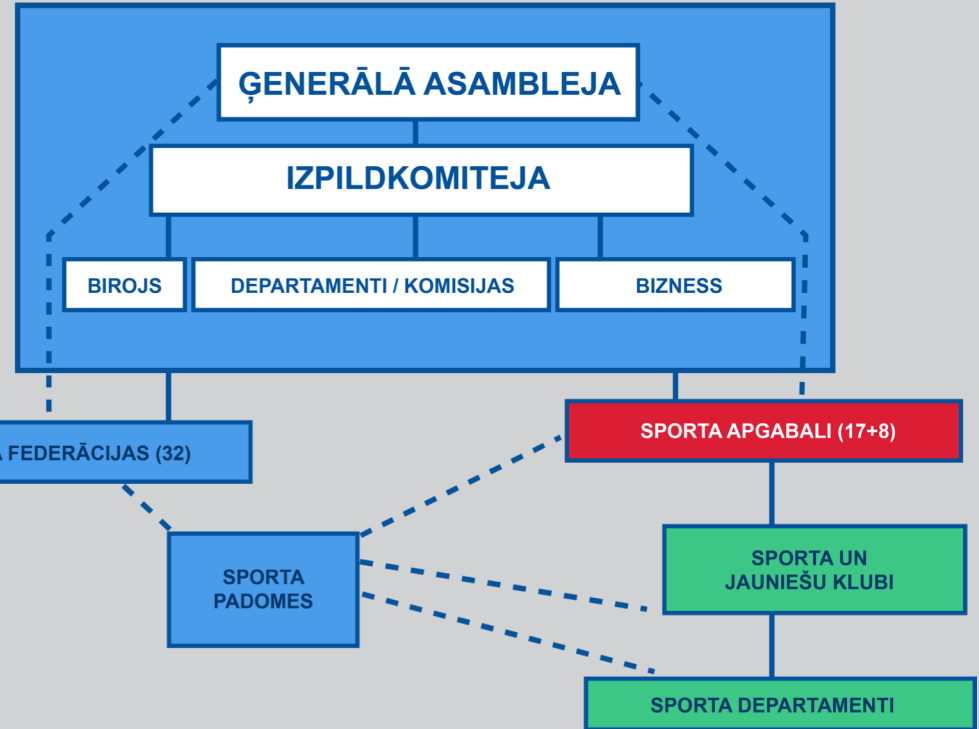 ĢENERĀLĀ ASAMBLEJA
IZPILDKOMITEJA
BIROJS
DEPARTAMENTI / KOMISIJAS
BIZNESS
FEDERĀCIJAS (32)
SPORTA APGABALI (17+8)
SPORTA
PADOMES
SPORTA UN
JAUNIEŠU KLUBI
SPORTA DEPARTAMENTI